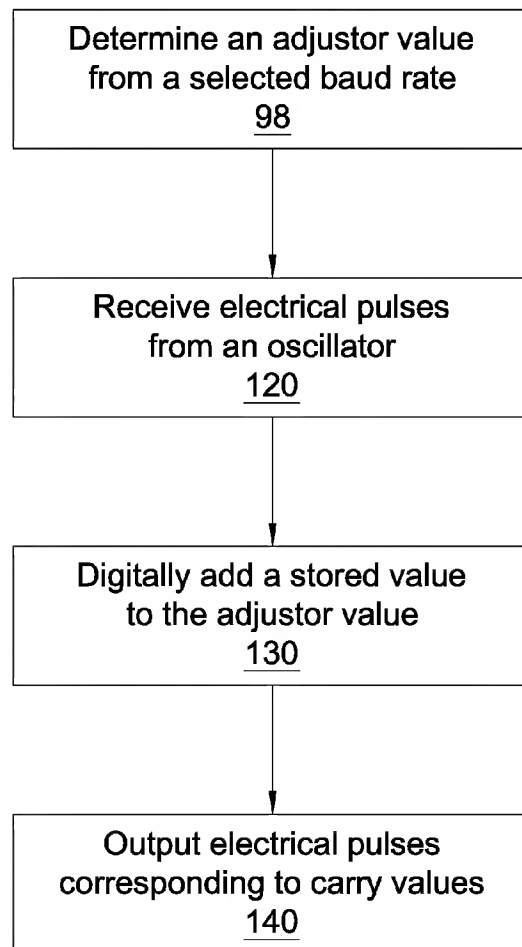 Determine an adjustor value
from a selected baud rate
98
Receive electrical pulses
from an oscillator
120
Digitally add a stored value
to the adjustor value
130
Output electrical pulses
corresponding to carry values
140